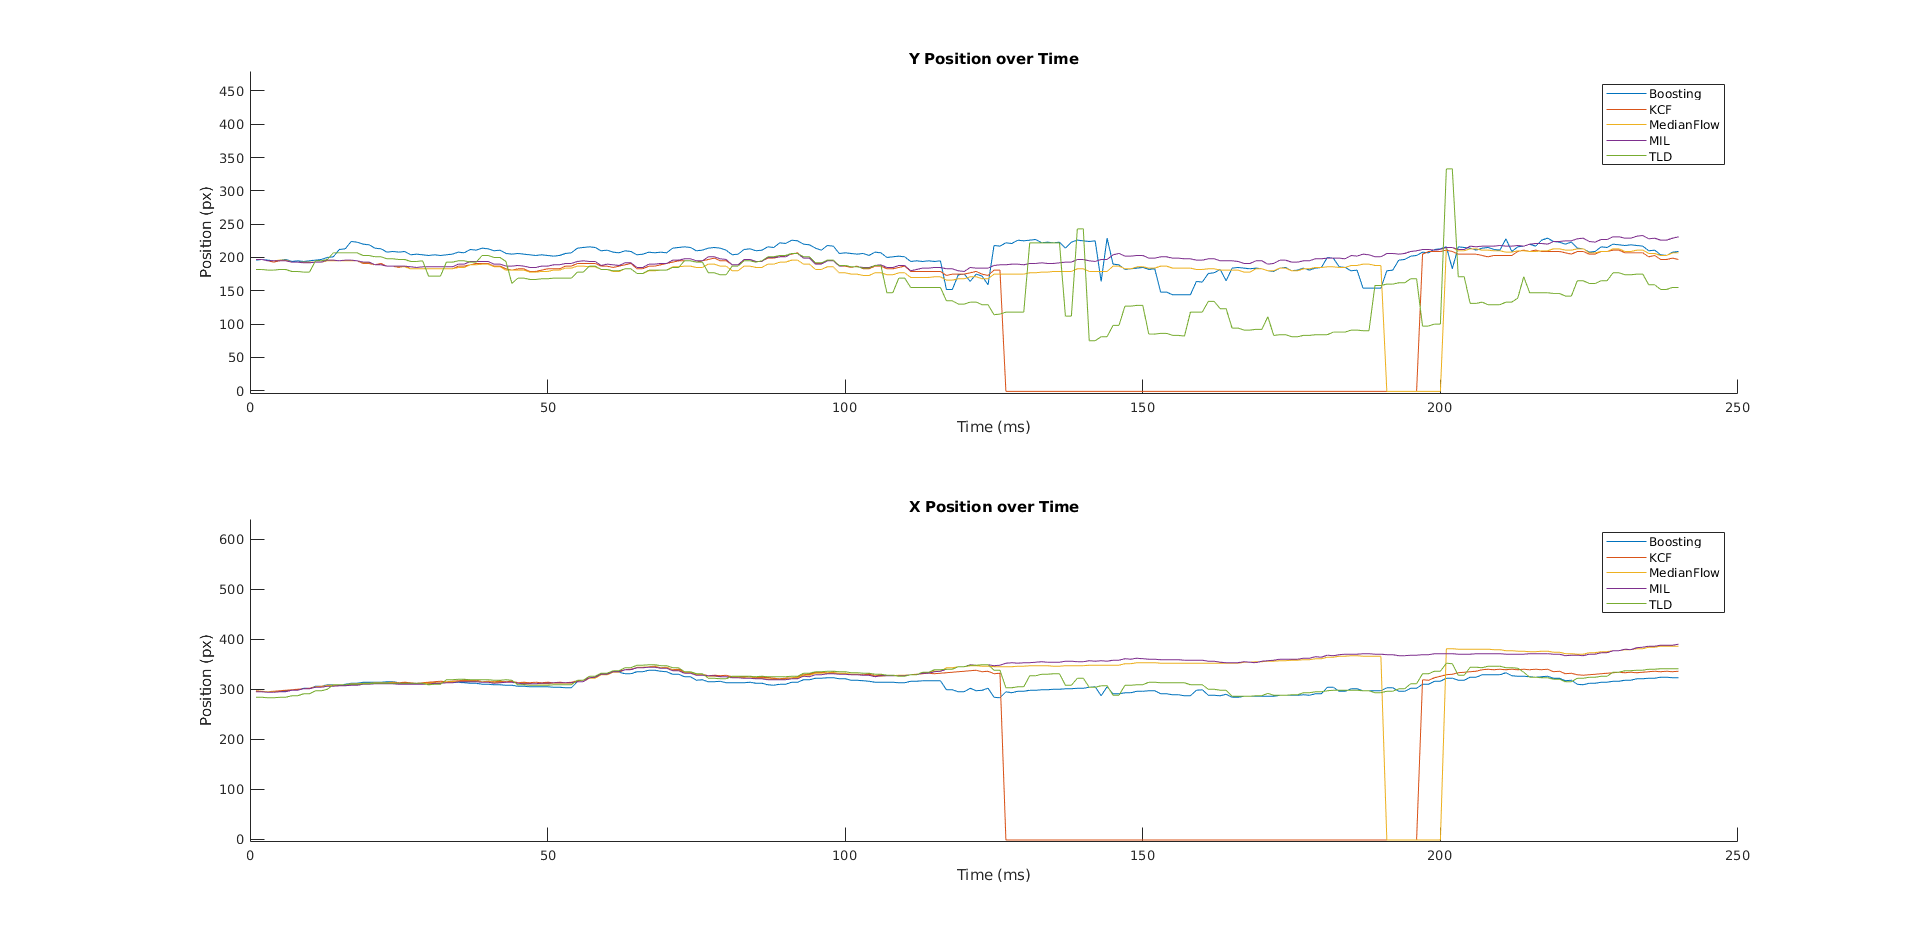 Y Position over Time
450
400
350
300
250
200
150
100
50
0
Position (px)
0 50 100 150 200 250
Time (ms)
Boosting
KCF
MedianFlow
MIL
TLD
X Position over Time
600
500
400
300
200
100
0
Position (px)
0 50 100 150 200 250
Time (ms)
Boosting
KCF
MedianFlow
MIL
TLD